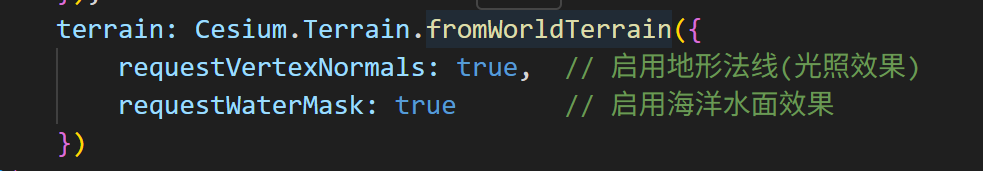 terrain: Cesium.Terrain.fromWorldTerrain({
requestVertexNormals: true,  // 启用地形法线(光照效果)
requestWaterMask: true       // 启用海洋水面效果
})